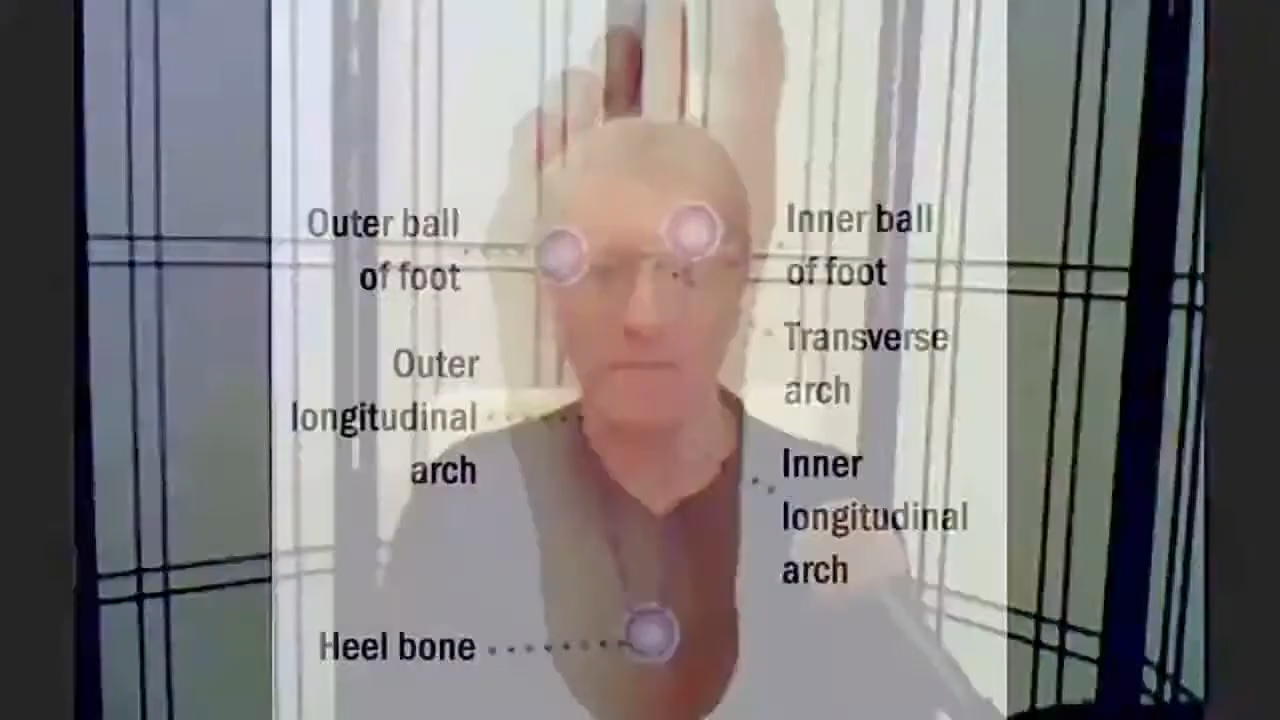 Outer ball
of foot
Inner ball
of foot
Transverse
arch
Outer
longitudinal
arch
Inner
longitudinal
arch
Heel bone